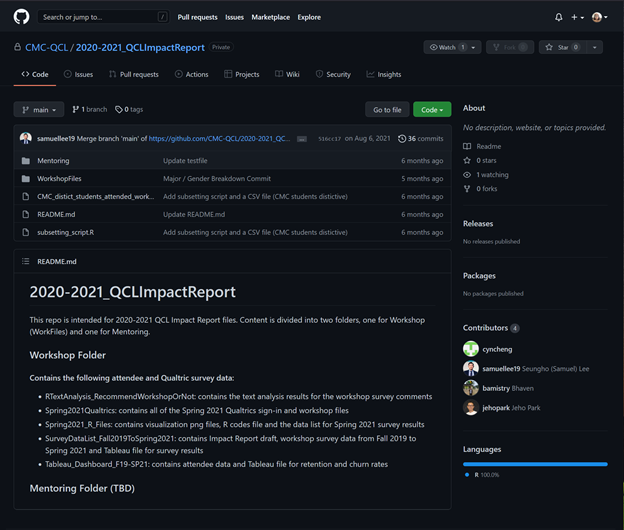 Search or jump to... /
Pull requests Issues Marketplace Explore
CMC-QCL / 2020-2021_QCLImpactReport Private
Watch 1 Fork 0 Star 0
Code Issues Pull requests Actions Projects Wiki Security Insights
main 1 branch 0 tags Go to file Code
samuellee19 Merge branch 'main' of https://github.com/CMC-QCL/2020-2021_QC... 516cc17 on Aug 6, 2021 36 commits
Mentoring Update testfile 6 months ago
WorkshopFiles Major / Gender Breakdown Commit 5 months ago
CMC_distict_students_attended_work... Add subsetting script and a CSV file (CMC students distictive) 6 months ago
README.md Update README.md 6 months ago
subsetting_script.R Add subsetting script and a CSV file (CMC students distictive) 6 months ago
README.md
2020-2021_QCLImpactReport
This repo is intended for 2020-2021 QCL Impact Report files. Content is divided into two folders, one for Workshop
(WorkFiles) and one for Mentoring.
Workshop Folder
Contains the following attendee and Qualtric survey data:
RTextAnalysis_RecommendWorkshopOrNot: contains the text analysis results for the workshop survey comments
Spring2021Qualtrics: contains all of the Spring 2021 Qualtrics sign-in and workshop files
Spring2021_R_Files: contains visualization png files, R codes file and the data list for Spring 2021 survey results
SurveyDataList_Fall2019ToSpring2021: contains Impact Report draft, workshop survey data from Fall 2019 to
Spring 2021 and Tableau file for survey results
Tableau_Dashboard_F19-SP21: contains attendee data and Tableau file for retention and churn rates
Mentoring Folder (TBD)
About
No description, website, or topics provided.
Readme
0 stars
1 watching
0 forks
Releases
No releases published
Packages
No packages published
Contributors 4
cyncheng
samuellee19 Seungho (Samuel) Lee
bamistry Bhaven
jehopark Jeho Park
Languages
R 100.0%